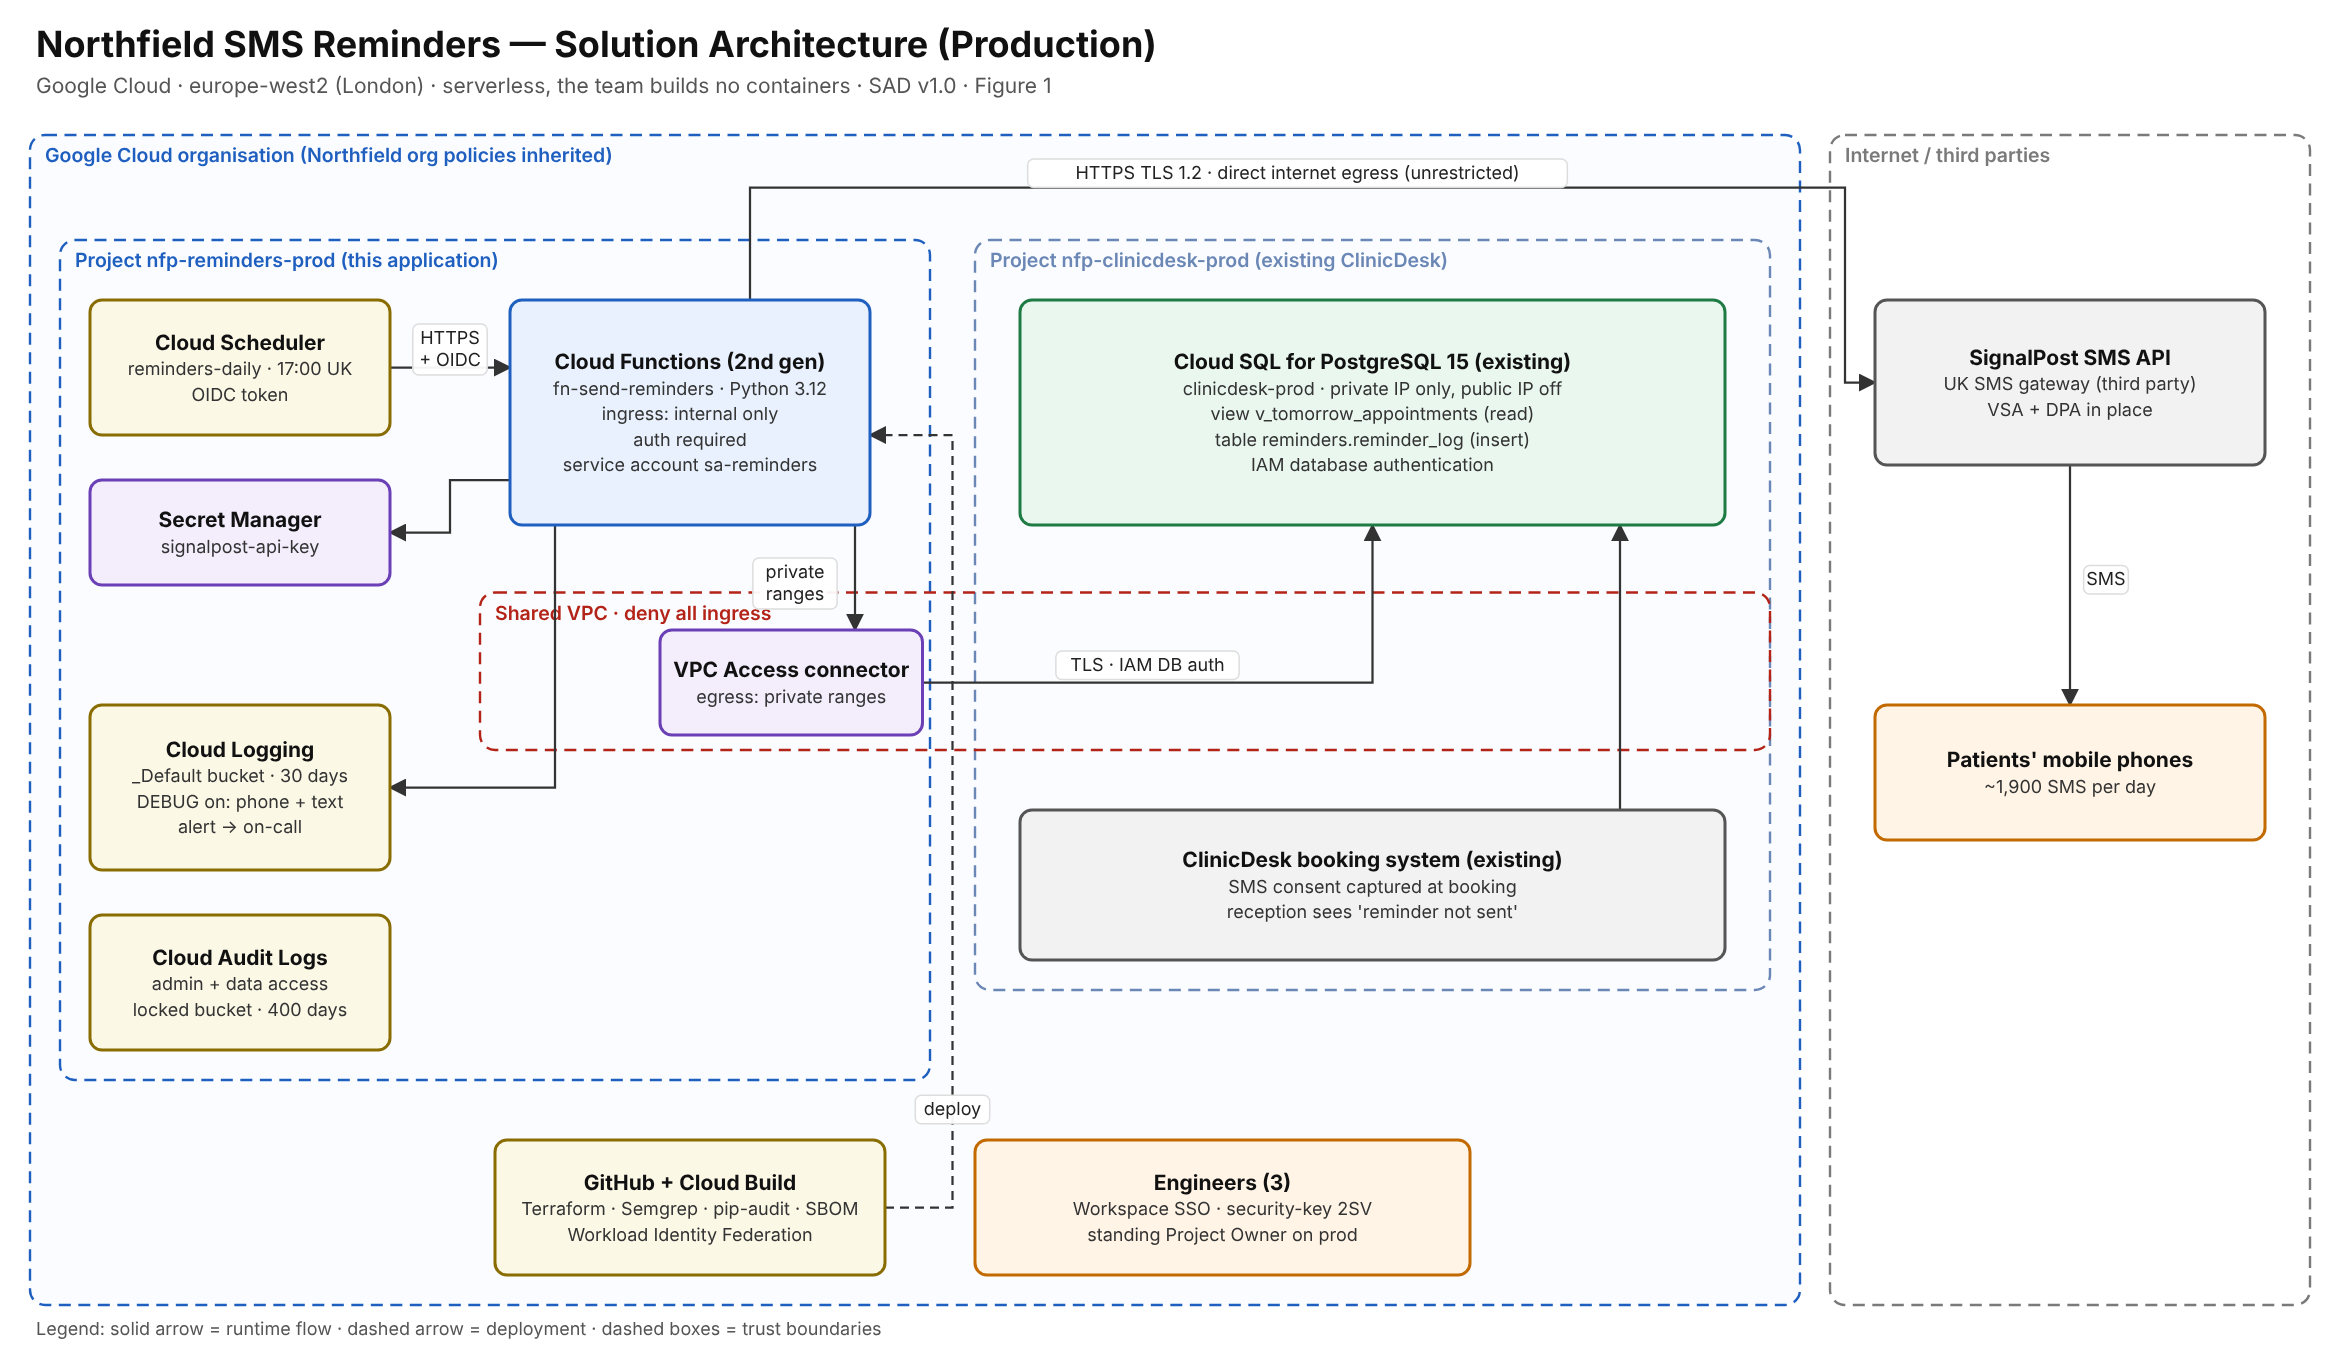 Northfield SMS Reminders — Solution Architecture (Production)
Google Cloud · europe-west2 (London) · serverless, the team builds no containers · SAD v1.0 · Figure 1
Google Cloud organisation (Northfield org policies inherited)
HTTPS TLS 1.2 · direct internet egress (unrestricted)
Internet / third parties
Project nfp-reminders-prod (this application)
Project nfp-clinicdesk-prod (existing ClinicDesk)
Cloud Scheduler
reminders-daily · 17:00 UK
OIDC token
HTTPS
+ OIDC
Cloud Functions (2nd gen)
fn-send-reminders · Python 3.12
ingress: internal only
auth required
service account sa-reminders
Cloud SQL for PostgreSQL 15 (existing)
clinicdesk-prod · private IP only, public IP off
view v_tomorrow_appointments (read)
table reminders.reminder_log (insert)
IAM database authentication
SignalPost SMS API
UK SMS gateway (third party)
VSA + DPA in place
Secret Manager
signalpost-api-key
private
ranges
SMS
Shared VPC · deny all ingress
VPC Access connector
egress: private ranges
TLS · IAM DB auth
Cloud Logging
_Default bucket · 30 days
DEBUG on: phone + text
alert → on-call
Patients' mobile phones
~1,900 SMS per day
ClinicDesk booking system (existing)
SMS consent captured at booking
reception sees 'reminder not sent'
Cloud Audit Logs
admin + data access
locked bucket · 400 days
deploy
GitHub + Cloud Build
Terraform · Semgrep · pip-audit · SBOM
Workload Identity Federation
Engineers (3)
Workspace SSO · security-key 2SV
standing Project Owner on prod
Legend: solid arrow = runtime flow · dashed arrow = deployment · dashed boxes = trust boundaries